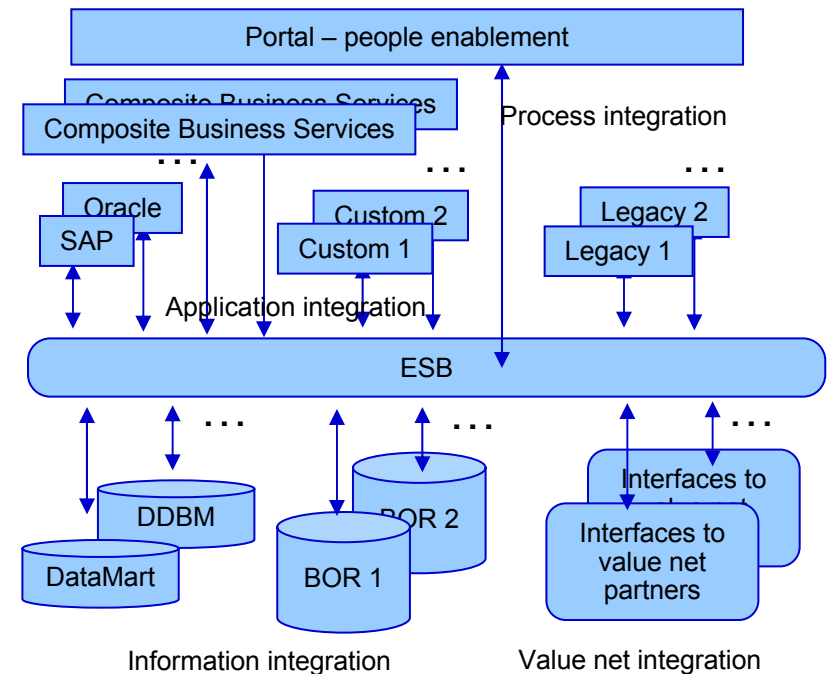 Portal – people enablement
Composite Business Services
Composite Business Services
Process integration
...
...
...
Oracle
SAP
Custom 2
Custom 1
Legacy 2
Legacy 1
Application integration
ESB
...
...
...
DDBM
DataMart
BOR 2
BOR 1
Interfaces to
Interfaces to
value net
partners
Information integration
Value net integration